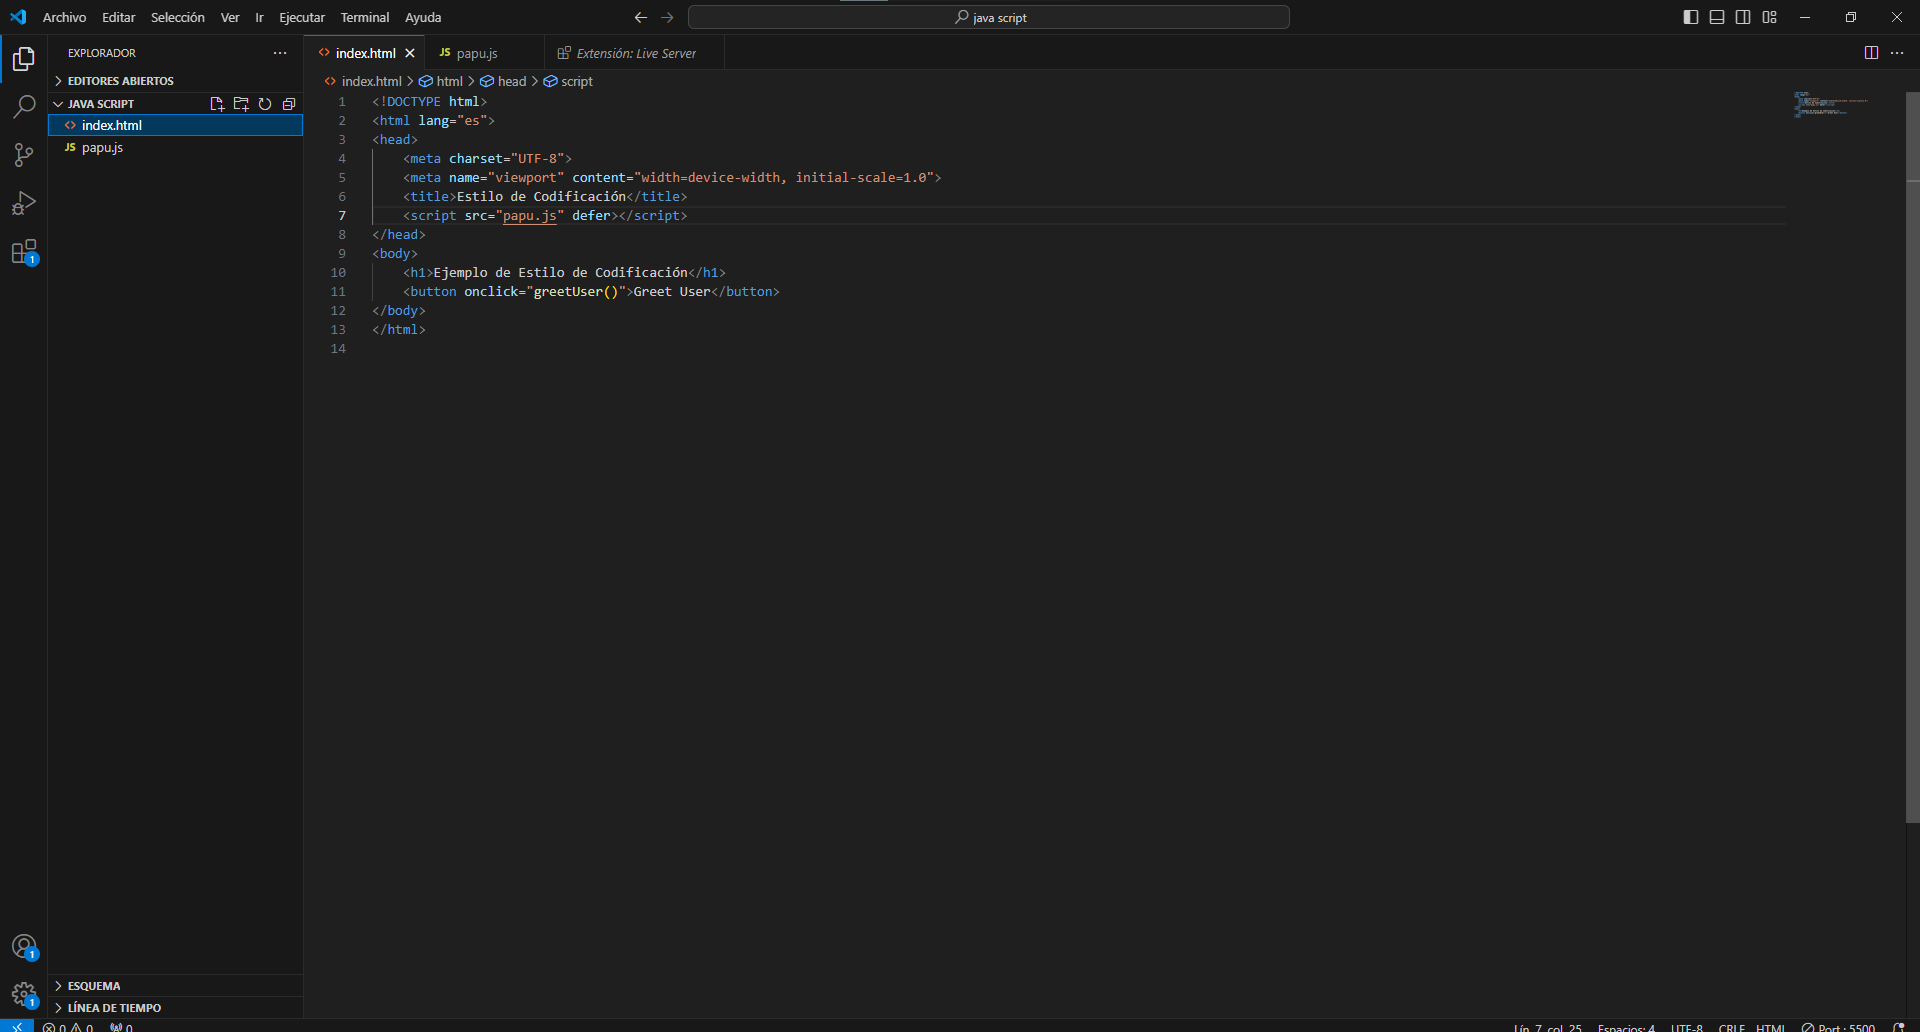 Archivo Editar Selección Ver Ir Ejecutar Terminal Ayuda java script
EXPLORADOR
EDITORES ABIERTOS
JAVA SCRIPT
index.html
JS papu.js
index.html JS papu.js Extensión: Live Server
index.html html head script
1 <!DOCTYPE html>
2 <html lang="es">
3 <head>
4 <meta charset="UTF-8">
5 <meta name="viewport" content="width=device-width, initial-scale=1.0">
6 <title>Estilo de Codificación</title>
7 <script src="papu.js" defer></script>
8 </head>
9 <body>
10 <h1>Ejemplo de Estilo de Codificación</h1>
11 <button onclick="greetUser()">Greet User</button>
12 </body>
13 </html>
14
1
1
1
ESQUEMA
LÍNEA DE TIEMPO
0 0 0 Lín. 7, col. 25 Espacios: 4 UTF-8 CRLF HTML Port : 5500